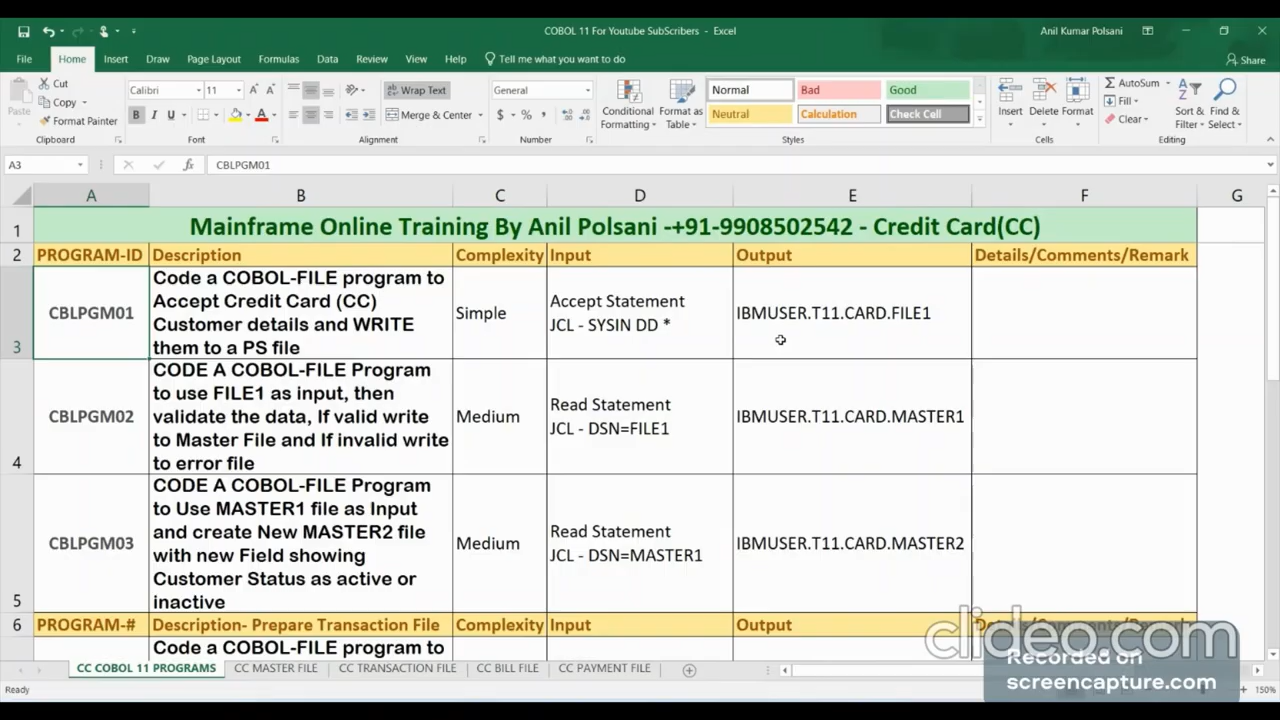 COBOL 11 For Youtube SubScribers - Excel
Anil Kumar Polsani
File Home Insert Draw Page Layout Formulas Data Review View Help Tell me what you want to do Share
Paste
Cut
Copy
Format Painter
Clipboard
Calibri 11
B I U
Font
Wrap Text
Merge & Center
Alignment
General
$ % ,
Number
Conditional Formatting
Format as Table
Normal Bad Good
Neutral Calculation Check Cell
Styles
Insert Delete Format
Cells
AutoSum
Fill
Clear
Sort & Filter
Find & Select
Editing
A3 fx CBLPGM01
A B C D E F G
1 Mainframe Online Training By Anil Polsani -+91-9908502542 - Credit Card(CC)
2 PROGRAM-ID Description Complexity Input Output Details/Comments/Remark
3
CBLPGM01
Code a COBOL-FILE program to
Accept Credit Card (CC)
Customer details and WRITE
them to a PS file
Simple
Accept Statement
JCL - SYSIN DD *
IBMUSER.T11.CARD.FILE1
4
CBLPGM02
CODE A COBOL-FILE Program
to use FILE1 as input, then
validate the data, If valid write
to Master File and If invalid write
to error file
Medium
Read Statement
JCL - DSN=FILE1
IBMUSER.T11.CARD.MASTER1
5
CBLPGM03
CODE A COBOL-FILE Program
to Use MASTER1 file as Input
and create New MASTER2 file
with new Field showing
Customer Status as active or
inactive
Medium
Read Statement
JCL - DSN=MASTER1
IBMUSER.T11.CARD.MASTER2
6 PROGRAM-# Description- Prepare Transaction File Complexity Input Output Details/Comments/Remark
Code a COBOL-FILE program to
clideo.com
Recorded on
screencapture.com
CC COBOL 11 PROGRAMS CC MASTER FILE CC TRANSACTION FILE CC BILL FILE CC PAYMENT FILE
Ready
150%